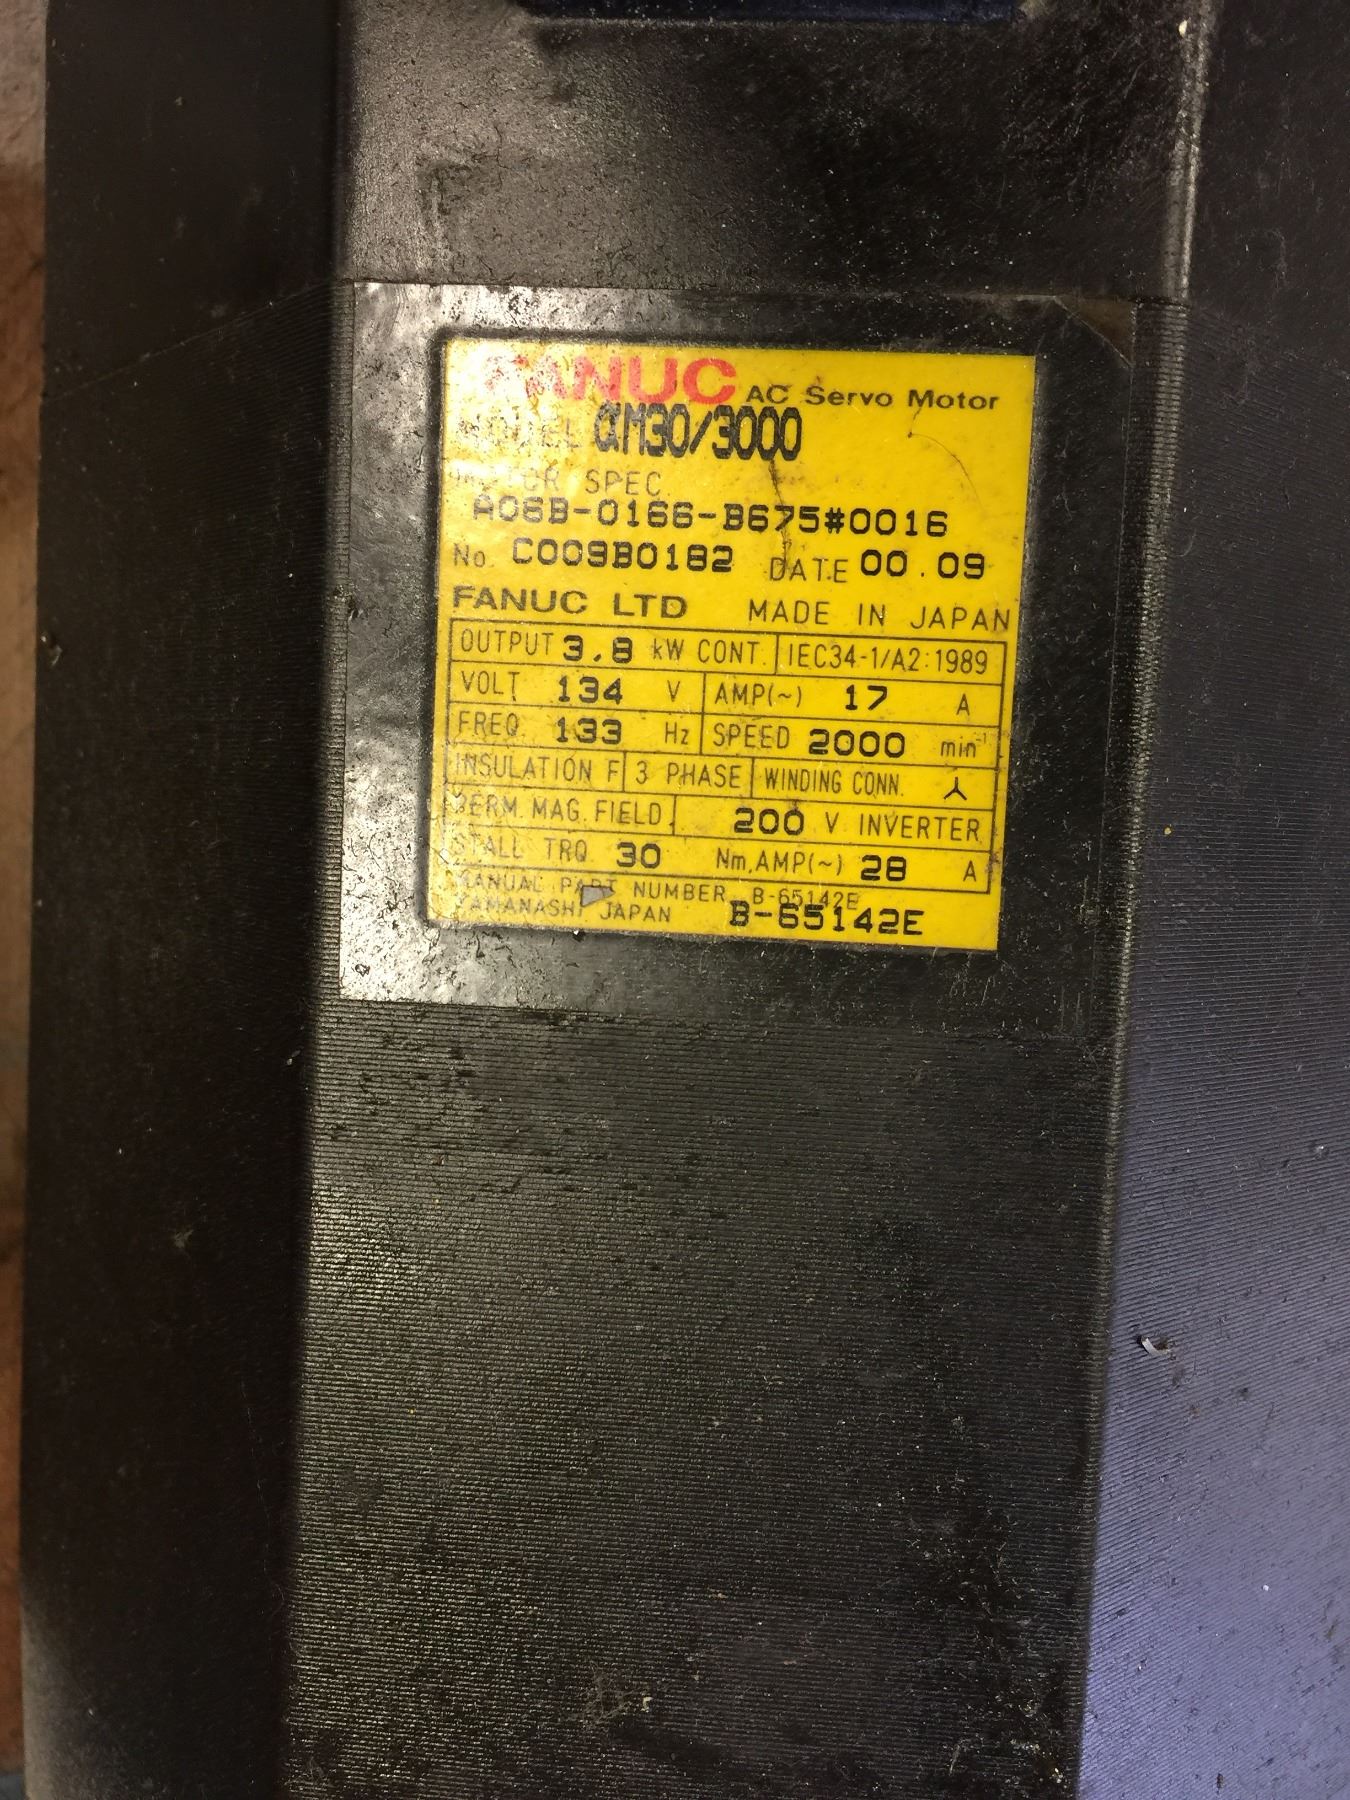 FANUC AC Servo Motor
MODEL αM30/3000
MOTOR SPEC.
A06B-0166-B675#0016
No. C009B0182 DATE 00.09
FANUC LTD MADE IN JAPAN
OUTPUT 3.8 kW CONT. IEC34-1/A2:1989
VOLT 134 V AMP(~) 17 A
FREQ. 133 Hz SPEED 2000 min⁻¹
INSULATION F 3 PHASE WINDING CONN.
PERM. MAG. FIELD. 200 V INVERTER
STALL TRQ. 30 Nm, AMP(~) 28 A
MANUAL PART NUMBER B-65142E
YAMANASHI JAPAN B-65142E